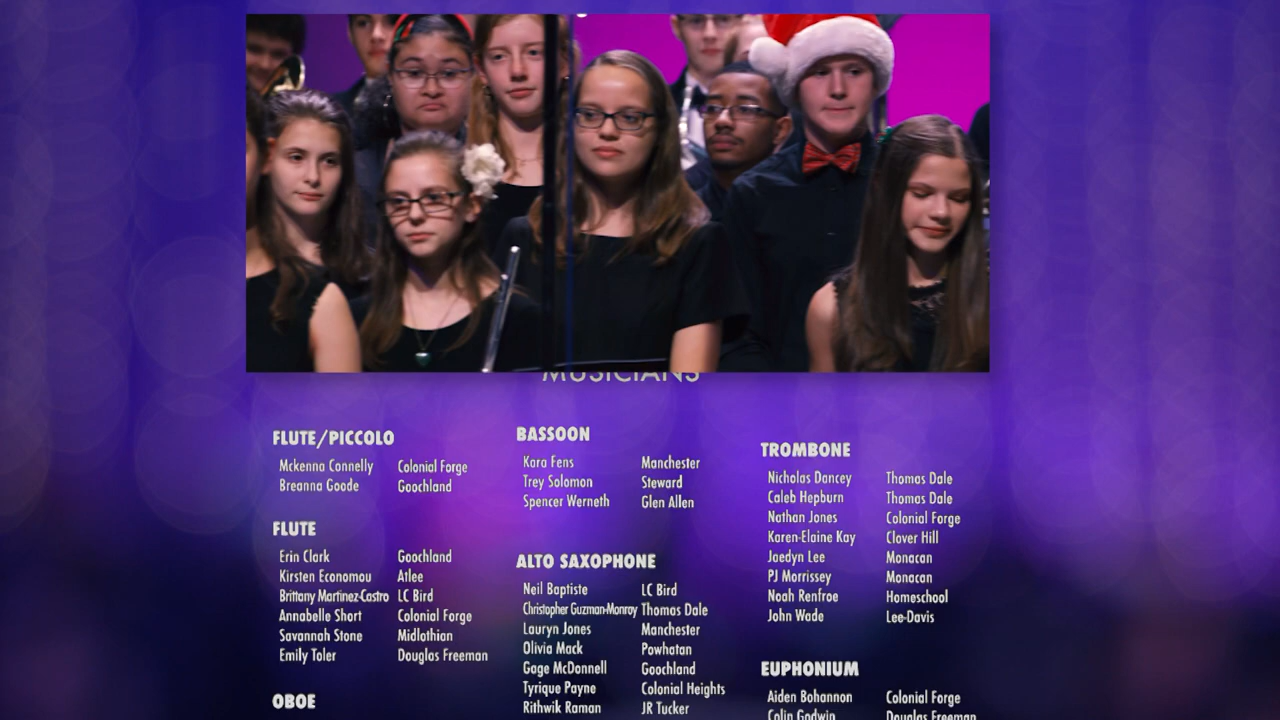 MUSICIANS
FLUTE/PICCOLO
Mckenna Connelly Colonial Forge
Breanna Goode Goochland
FLUTE
Erin Clark Goochland
Kirsten Economou Atlee
Brittany Martinez-Castro LC Bird
Annabelle Short Colonial Forge
Savannah Stone Midlothian
Emily Toler Douglas Freeman
OBOE
BASSOON
Kara Fens Manchester
Trey Solomon Steward
Spencer Werneth Glen Allen
ALTO SAXOPHONE
Neil Baptiste LC Bird
Christopher Guzman-Monroy Thomas Dale
Lauryn Jones Manchester
Olivia Mack Powhatan
Gage McDonnell Goochland
Tyrique Payne Colonial Heights
Rithwik Raman JR Tucker
TROMBONE
Nicholas Dancey Thomas Dale
Caleb Hepburn Thomas Dale
Nathan Jones Colonial Forge
Karen-Elaine Kay Clover Hill
Jaedyn Lee Monacan
PJ Morrissey Monacan
Noah Renfroe Homeschool
John Wade Lee-Davis
EUPHONIUM
Aiden Bohannon Colonial Forge
Colin Godwin Douglas Freeman